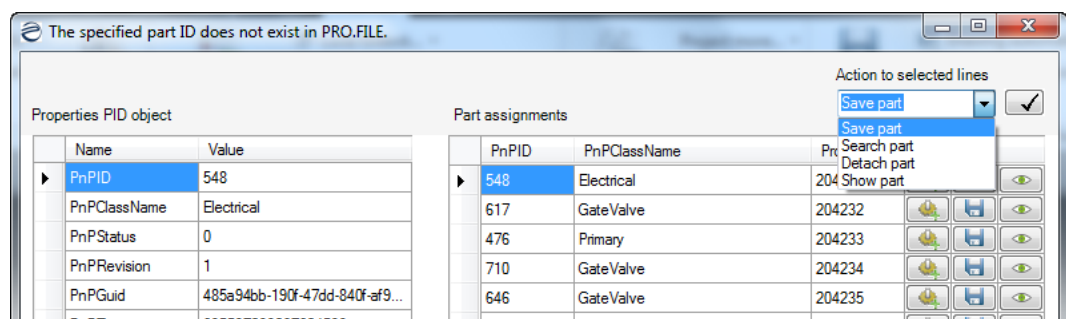 The specified part ID does not exist in PRO.FILE.
Action to selected lines
Save part
Properties PID object
Part assignments
Save part
Search part
Detach part
Show part
Name Value
PnPID 548
PnPClassName Electrical
PnPStatus 0
PnPRevision 1
PnPGuid 485a94bb-190f-47dd-840f-af9...
PnPID PnPClassName
548 Electrical 204
617 GateValve 204232
476 Primary 204233
710 GateValve 204234
646 GateValve 204235